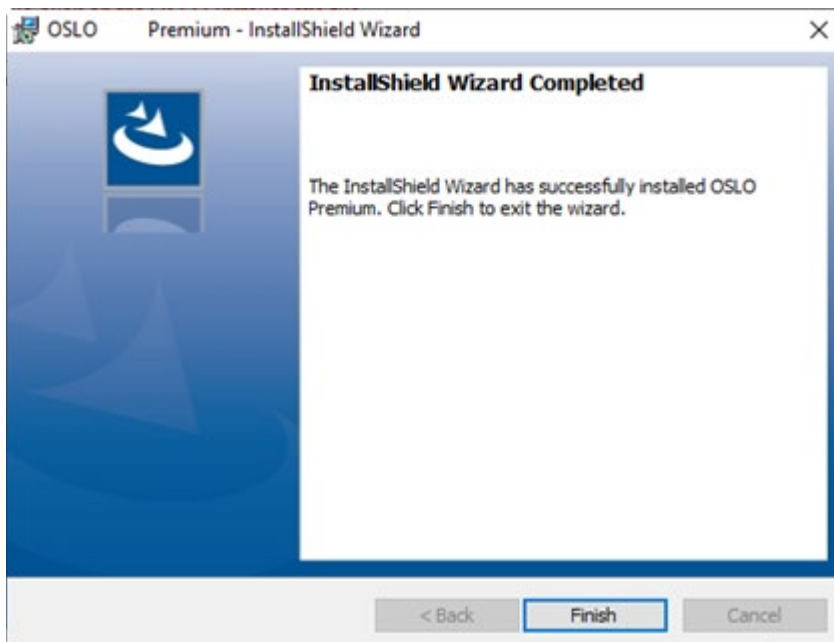 OSLO Premium - InstallShield Wizard
InstallShield Wizard Completed
The InstallShield Wizard has successfully installed OSLO
Premium. Click Finish to exit the wizard.
< Back
Finish
Cancel